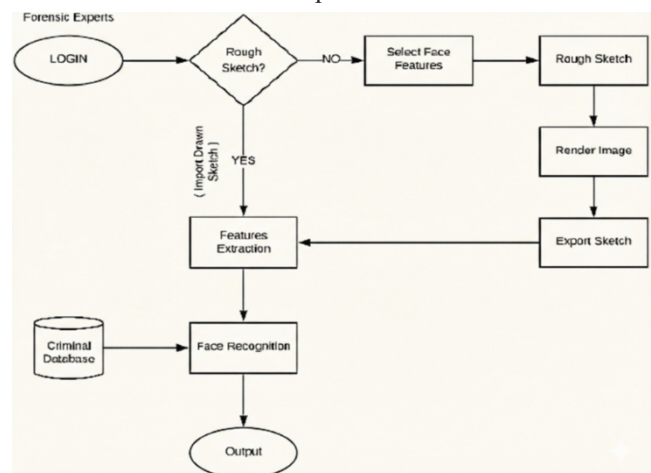 Forensic Experts
LOGIN
Rough
Sketch?
NO
Select Face
Features
Rough Sketch
Render Image
Export Sketch
( Import Drawn
Sketch )
YES
Features
Extraction
Criminal
Database
Face Recognition
Output